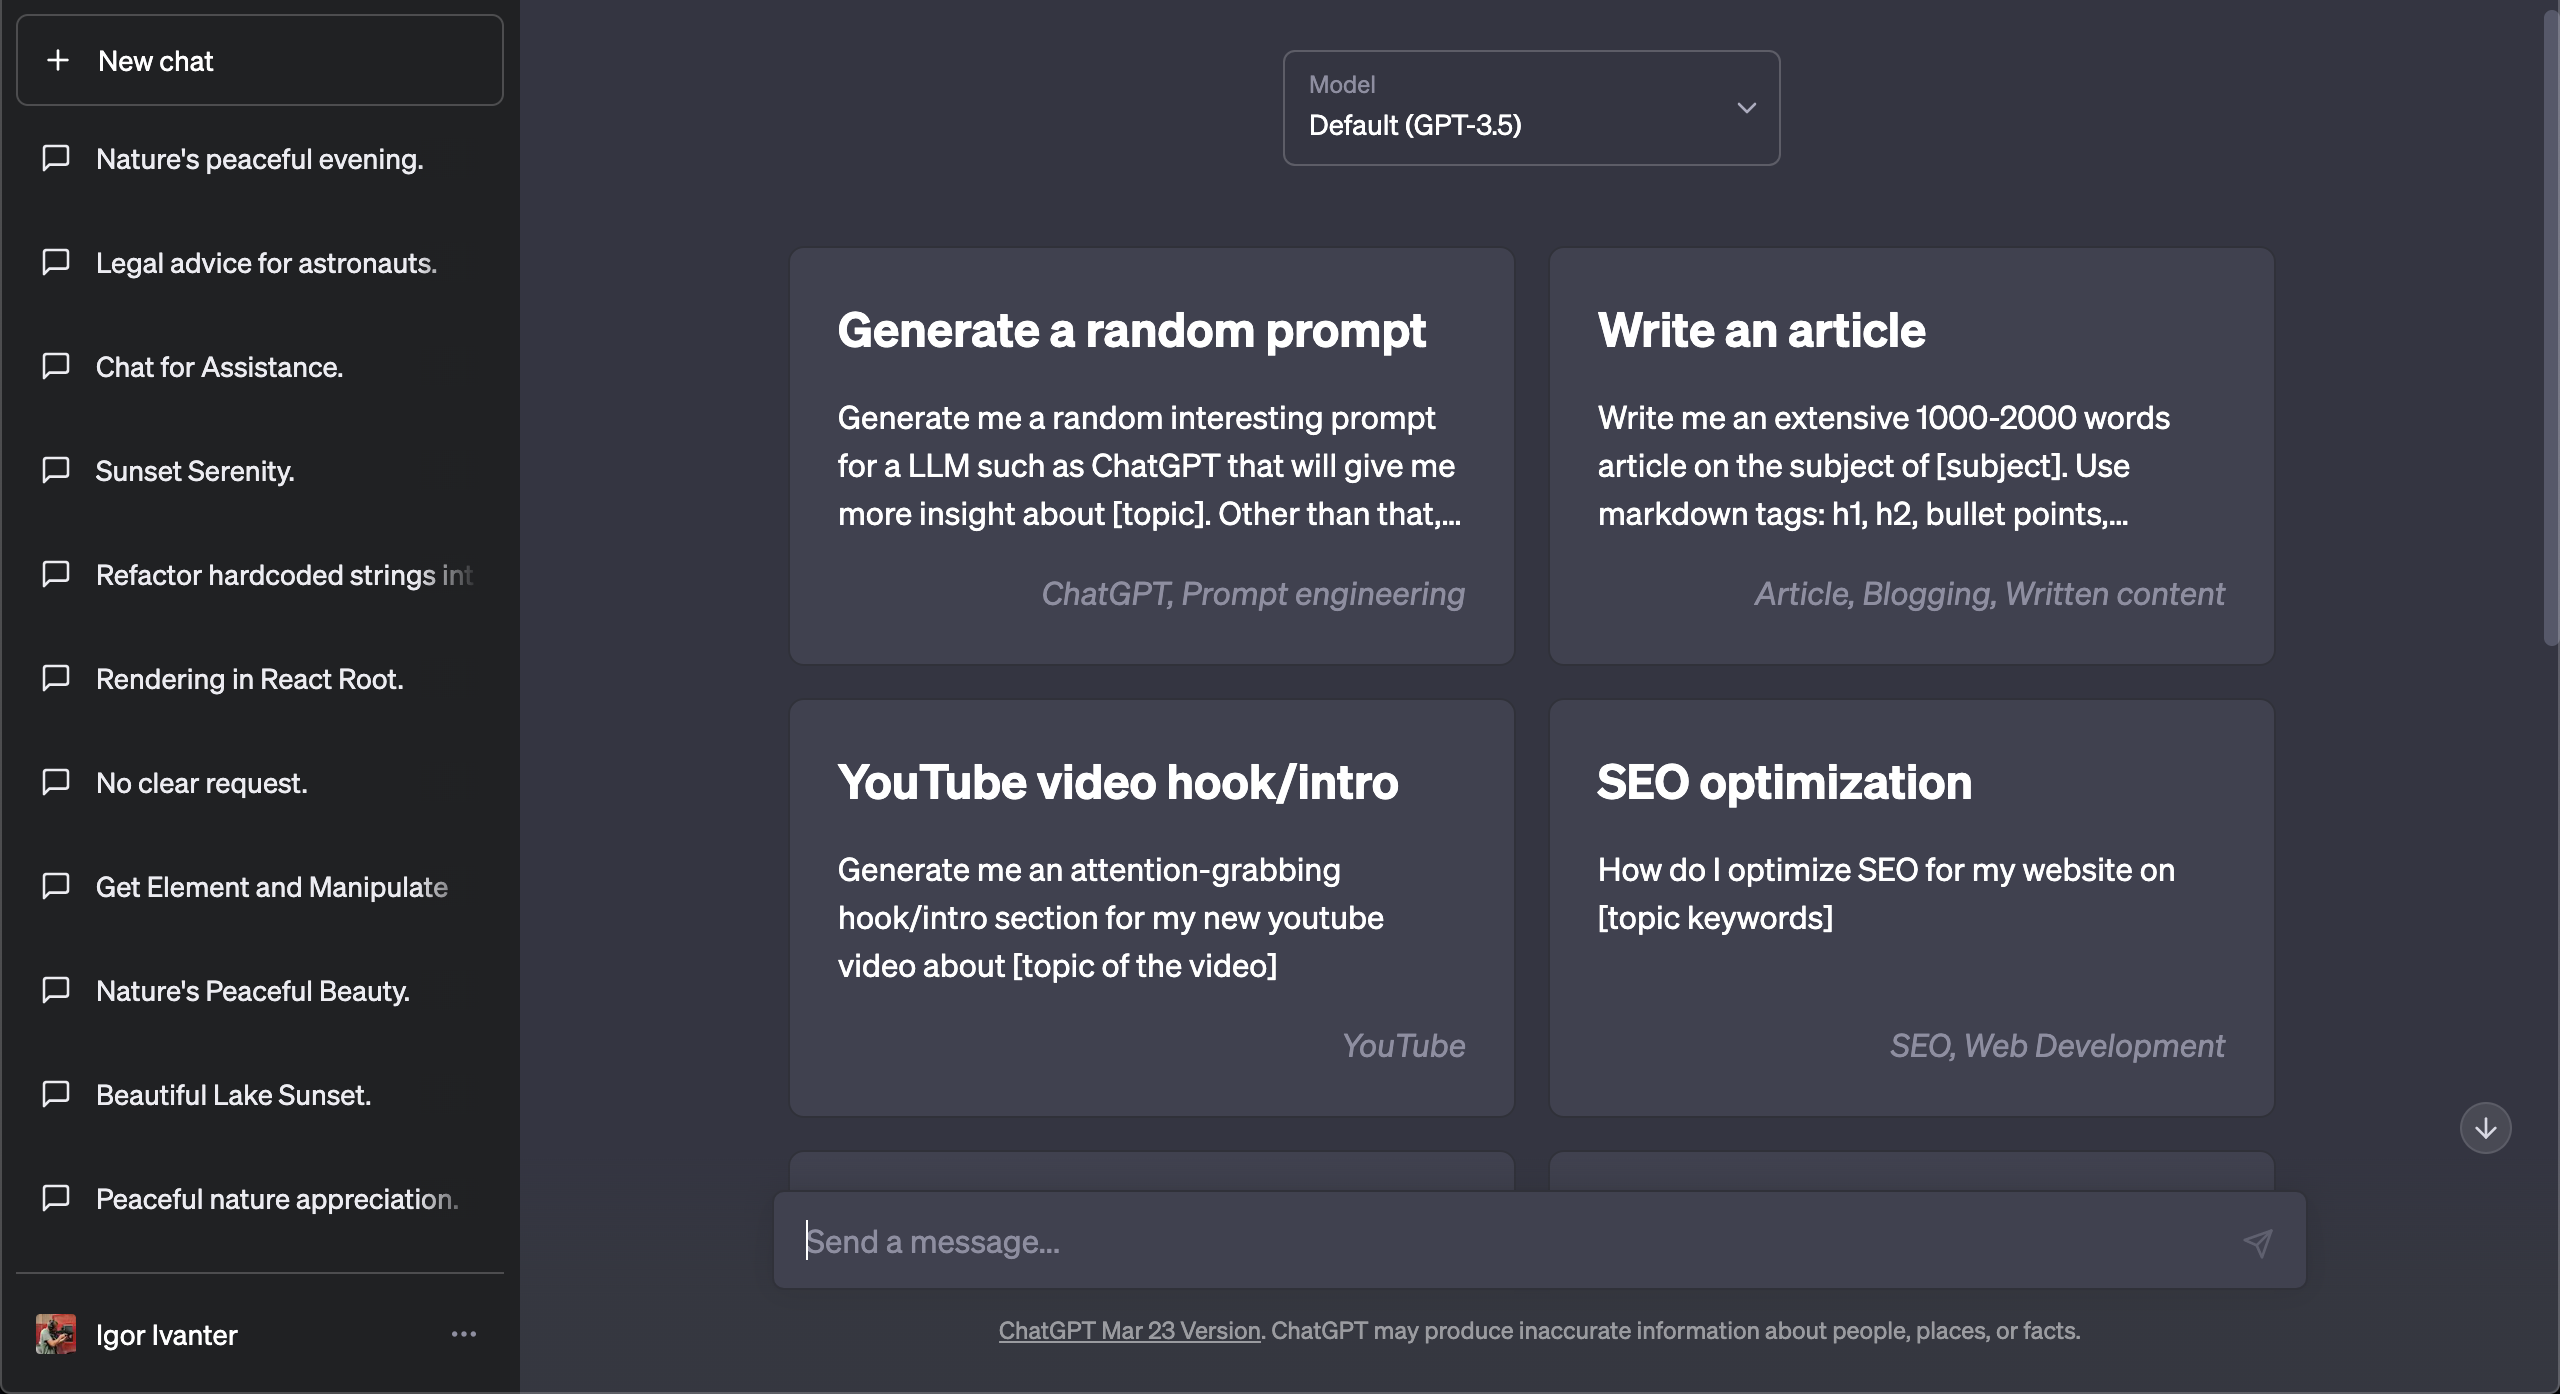 New chat
Nature's peaceful evening.
Legal advice for astronauts.
Chat for Assistance.
Sunset Serenity.
Refactor hardcoded strings int
Rendering in React Root.
No clear request.
Get Element and Manipulate
Nature's Peaceful Beauty.
Beautiful Lake Sunset.
Peaceful nature appreciation.
Igor Ivanter
Model
Default (GPT-3.5)
Generate a random prompt
Generate me a random interesting prompt
for a LLM such as ChatGPT that will give me
more insight about [topic]. Other than that,...
ChatGPT, Prompt engineering
Write an article
Write me an extensive 1000-2000 words
article on the subject of [subject]. Use
markdown tags: h1, h2, bullet points,...
Article, Blogging, Written content
YouTube video hook/intro
Generate me an attention-grabbing
hook/intro section for my new youtube
video about [topic of the video]
YouTube
SEO optimization
How do I optimize SEO for my website on
[topic keywords]
SEO, Web Development
Send a message...
ChatGPT Mar 23 Version. ChatGPT may produce inaccurate information about people, places, or facts.